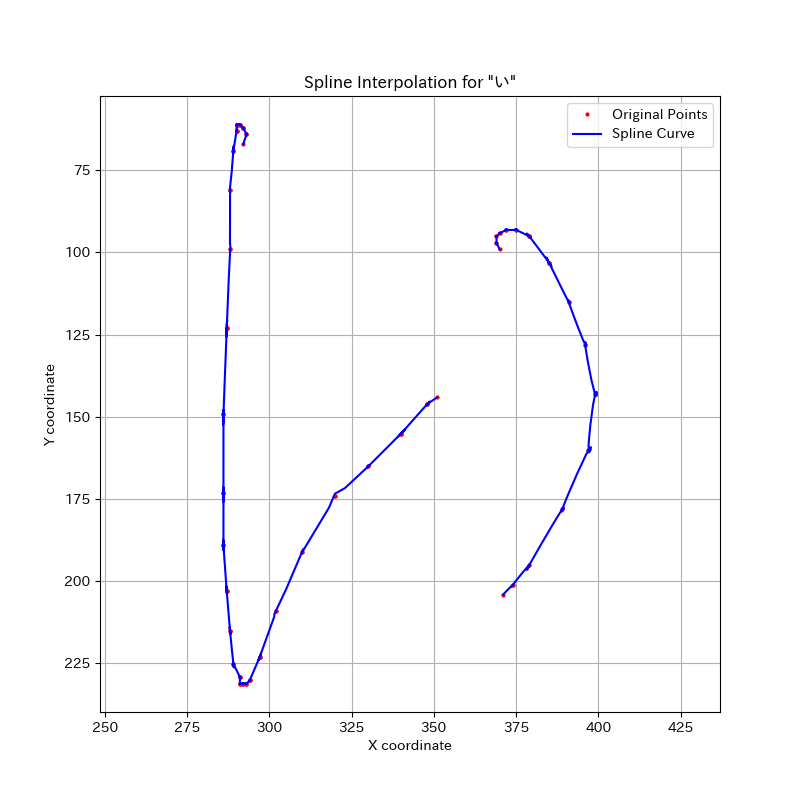 Spline Interpolation for "い"
Original Points
Spline Curve
75
100
125
150
175
200
225
Y coordinate
250 275 300 325 350 375 400 425
X coordinate
い